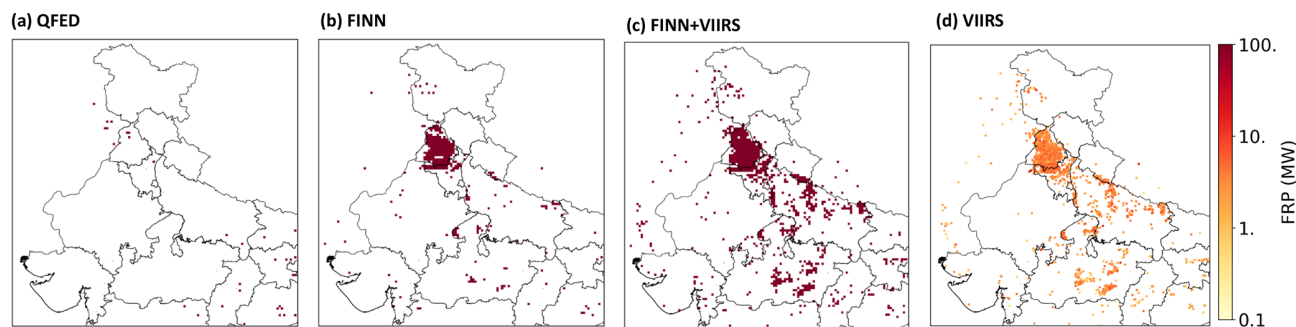 (a) QFED
(b) FINN
(c) FINN+VIIRS
(d) VIIRS
100.
10.
1.
0.1
FRP (MW)